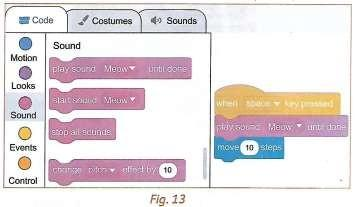 Code Costumes Sounds
Motion
Looks
Sound
Events
Control
Sound
play sound Meow until done
start sound Meow
stop all sounds
change pitch effect by 10
when space key pressed
play sound Meow until done
move 10 steps
Fig. 13